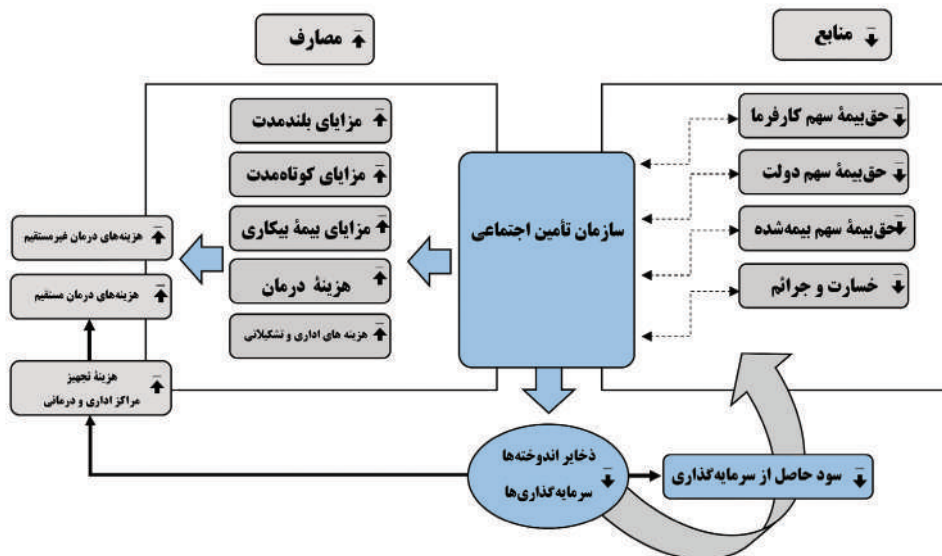 منابع
مصارف
حق‌بیمهٔ سهم کارفرما
حق‌بیمهٔ سهم دولت
حق‌بیمهٔ سهم بیمه‌شده
خسارت و جرائم
سازمان تأمین اجتماعی
مزایای بلندمدت
مزایای کوتاه‌مدت
مزایای بیمهٔ بیکاری
هزینهٔ درمان
هزینه های اداری و تشکیلاتی
هزینه‌های درمان غیرمستقیم
هزینه‌های درمان مستقیم
هزینهٔ تجهیز
مراکز اداری و درمانی
ذخایر اندوخته‌ها
سرمایه‌گذاری‌ها
سود حاصل از سرمایه‌گذاری